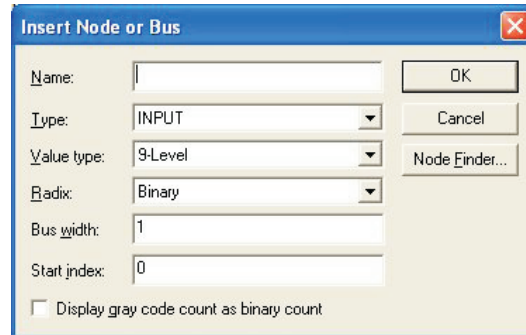 Insert Node or Bus
Name:
OK
Type:
INPUT
Cancel
Value type:
9-Level
Node Finder...
Radix:
Binary
Bus width:
1
Start index:
0
Display gray code count as binary count